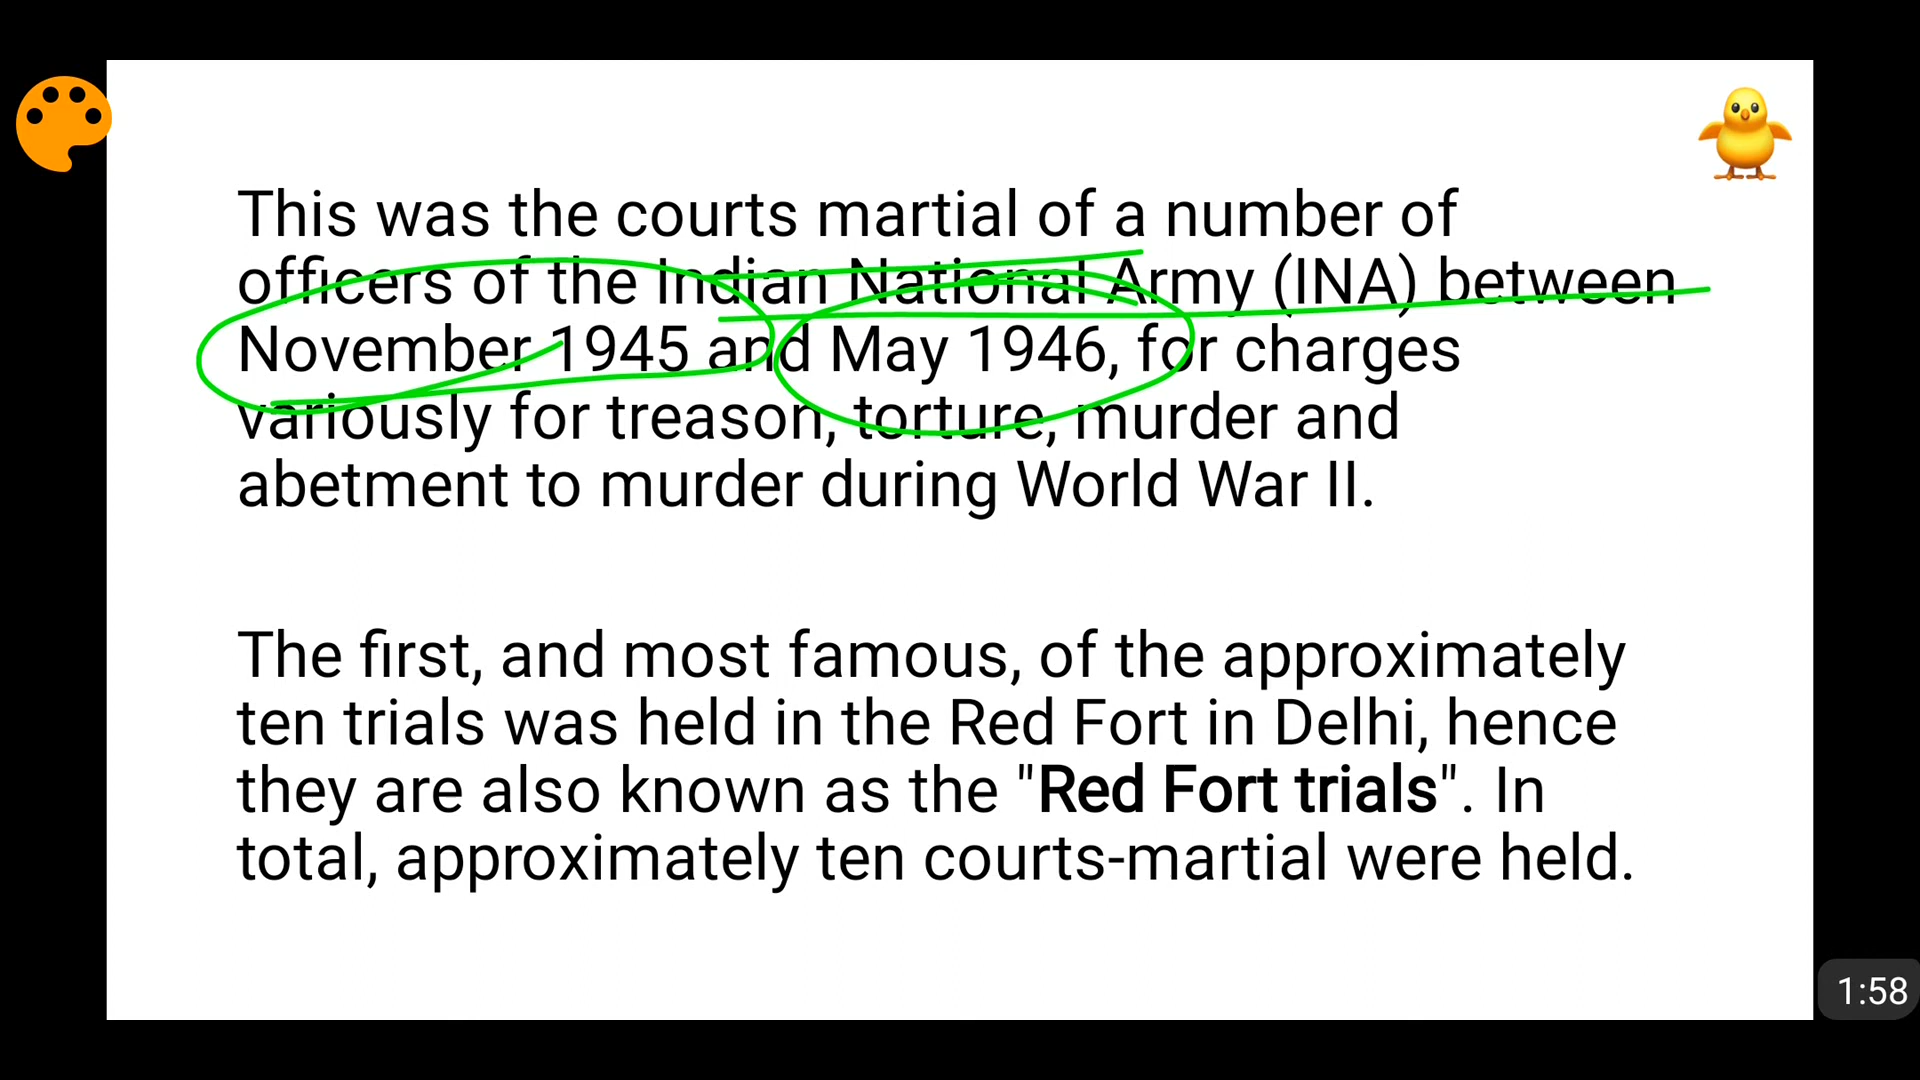 This was the courts martial of a number of
officers of the Indian National Army (INA) between
November 1945 and May 1946, for charges
variously for treason, torture, murder and
abetment to murder during World War II.
The first, and most famous, of the approximately
ten trials was held in the Red Fort in Delhi, hence
they are also known as the "Red Fort trials". In
total, approximately ten courts-martial were held.
1:58